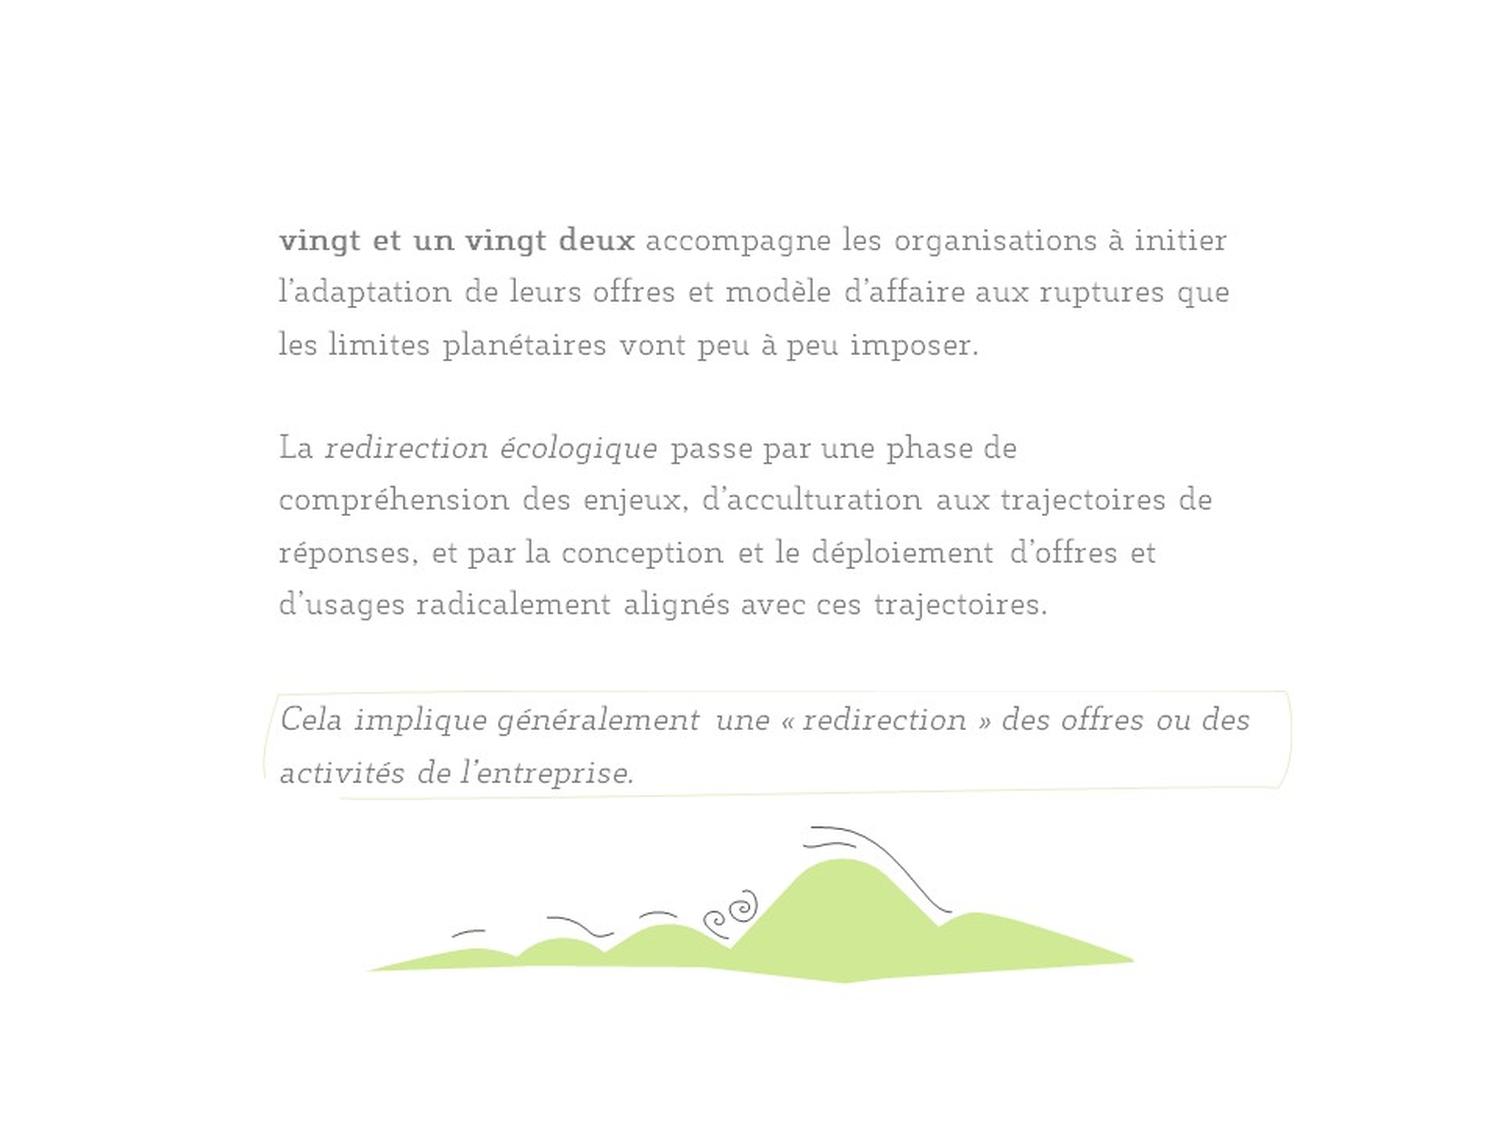 vingt et un vingt deux accompagne les organisations à initier
l’adaptation de leurs offres et modèle d’affaire aux ruptures que
les limites planétaires vont peu à peu imposer.
La redirection écologique passe par une phase de
compréhension des enjeux, d’acculturation aux trajectoires de
réponses, et par la conception et le déploiement d’offres et
d’usages radicalement alignés avec ces trajectoires.
Cela implique généralement une « redirection » des offres ou des
activités de l’entreprise.